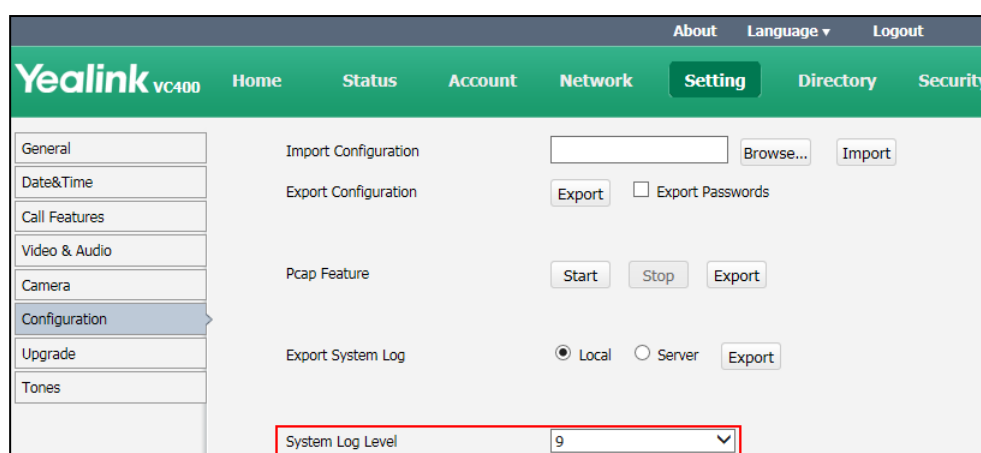 About Language ▾ Logout
Yealink VC400 Home Status Account Network Setting Directory Security
General
Date&Time
Call Features
Video & Audio
Camera
Configuration
Upgrade
Tones
Import Configuration Browse... Import
Export Configuration Export Export Passwords
Pcap Feature Start Stop Export
Export System Log Local Server Export
System Log Level 9